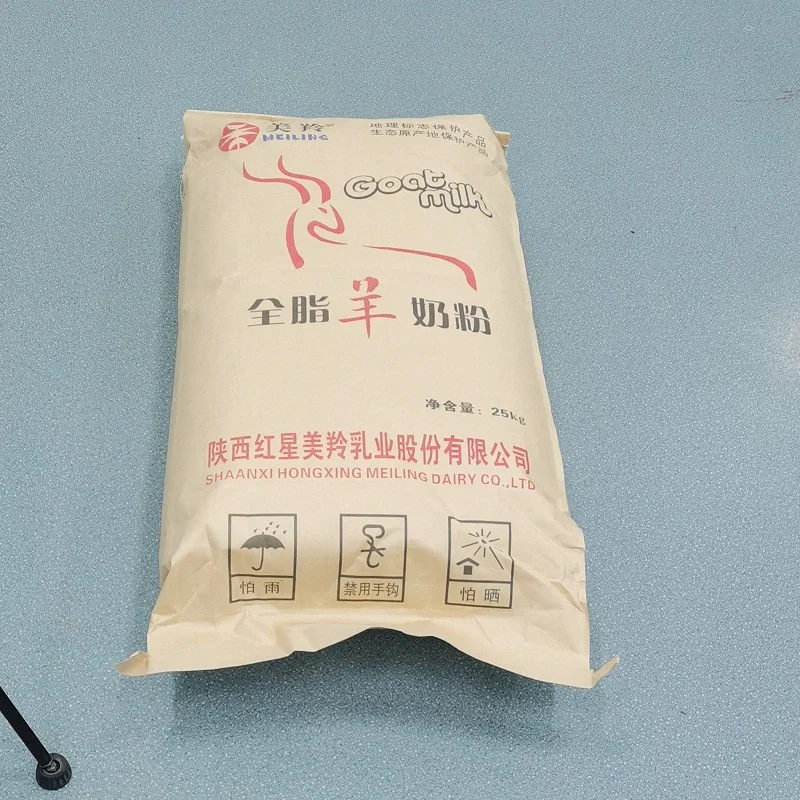 美羚®
MEILING
地理标志保护产品
生态原产地保护产品
Goat
milk
全脂羊奶粉
净含量：25kg
陕西红星美羚乳业股份有限公司
SHAANXI HONGXING MEILING DAIRY CO.,LTD
怕雨
禁用手钩
怕晒